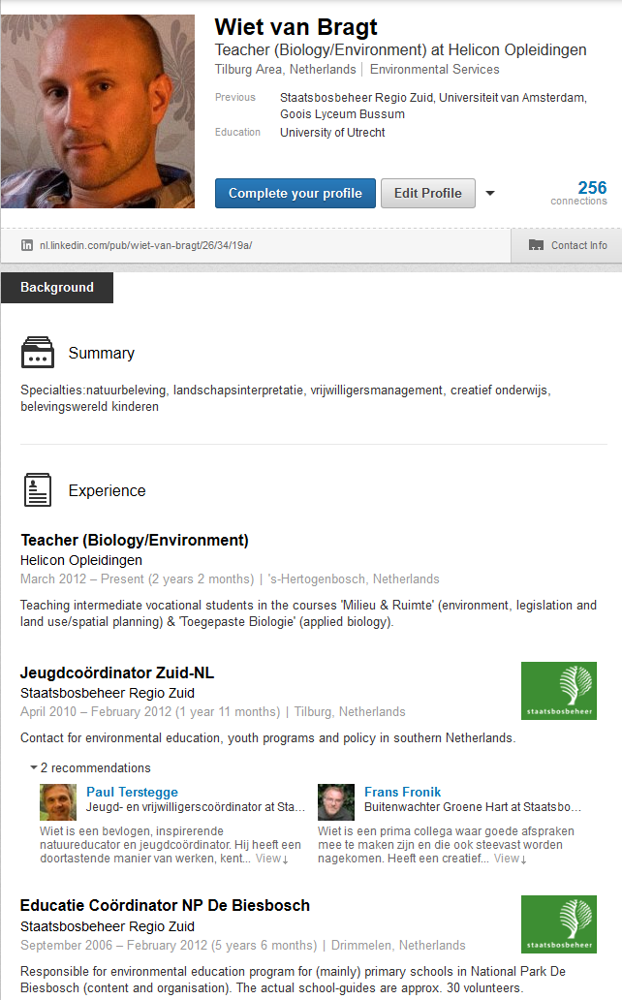 Wiet van Bragt
Teacher (Biology/Environment) at Helicon Opleidingen
Tilburg Area, Netherlands | Environmental Services
Previous Staatsbosbeheer Regio Zuid, Universiteit van Amsterdam,
Goois Lyceum Bussum
Education University of Utrecht
Complete your profile Edit Profile 256
connections
in nl.linkedin.com/pub/wiet-van-bragt/26/34/19a/ Contact Info
Background
Summary
Specialties:natuurbeleving, landschapsinterpretatie, vrijwilligersmanagement, creatief onderwijs,
belevingswereld kinderen
Experience
Teacher (Biology/Environment)
Helicon Opleidingen
March 2012 – Present (2 years 2 months) | 's-Hertogenbosch, Netherlands
Teaching intermediate vocational students in the courses 'Milieu & Ruimte' (environment, legislation and
land use/spatial planning) & 'Toegepaste Biologie' (applied biology).
Jeugdcoördinator Zuid-NL
Staatsbosbeheer Regio Zuid
April 2010 – February 2012 (1 year 11 months) | Tilburg, Netherlands
staatsbosbeheer
Contact for environmental education, youth programs and policy in southern Netherlands.
2 recommendations
Paul Terstegge
Jeugd- en vrijwilligerscoördinator at Sta...
Wiet is een bevlogen, inspirerende
natuureducator en jeugdcoördinator. Hij heeft een
doortastende manier van werken, kent... View↓
Frans Fronik
Buitenwachter Groene Hart at Staatsbo...
Wiet is een prima collega waar goede afspraken
mee te maken zijn en die ook steevast worden
nagekomen. Heeft een creatief... View↓
Educatie Coördinator NP De Biesbosch
Staatsbosbeheer Regio Zuid
September 2006 – February 2012 (5 years 6 months) | Drimmelen, Netherlands
staatsbosbeheer
Responsible for environmental education program for (mainly) primary schools in National Park De
Biesbosch (content and organisation). The actual school-guides are approx. 30 volunteers.